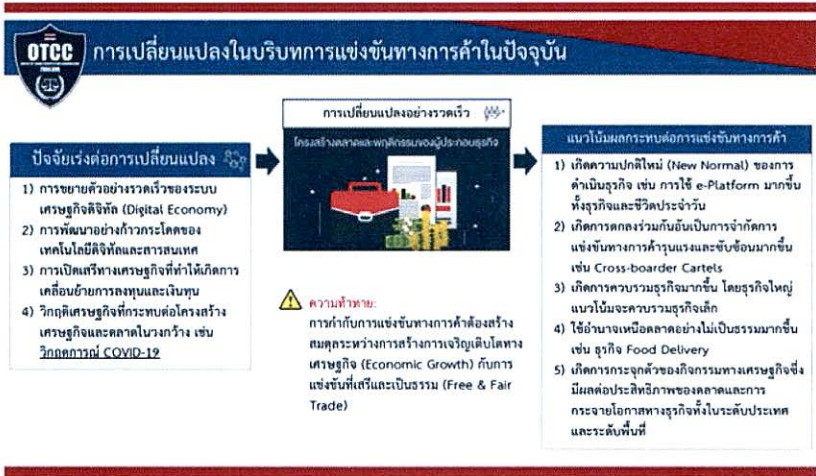 OTCC
การเปลี่ยนแปลงในบริบทการแข่งขันทางการค้าในปัจจุบัน
ปัจจัยเร่งต่อการเปลี่ยนแปลง
1) การขยายตัวอย่างรวดเร็วของระบบ
เศรษฐกิจดิจิทัล (Digital Economy)
2) การพัฒนาอย่างก้าวกระโดดของ
เทคโนโลยีดิจิทัลและสารสนเทศ
3) การเปิดเสรีทางเศรษฐกิจที่ทำให้เกิดการ
เคลื่อนย้ายการลงทุนและเงินทุน
4) วิกฤติเศรษฐกิจที่กระทบต่อโครงสร้าง
เศรษฐกิจและตลาดในวงกว้าง เช่น
วิกฤตการณ์ COVID-19
การเปลี่ยนแปลงอย่างรวดเร็ว
โครงสร้างตลาดและพฤติกรรมของผู้ประกอบธุรกิจ
ความท้าทาย:
การกำกับการแข่งขันทางการค้าต้องสร้าง
สมดุลระหว่างการสร้างการเจริญเติบโตทาง
เศรษฐกิจ (Economic Growth) กับการ
แข่งขันที่เสรีและเป็นธรรม (Free & Fair
Trade)
แนวโน้มผลกระทบต่อการแข่งขันทางการค้า
1) เกิดความปกติใหม่ (New Normal) ของการ
ดำเนินธุรกิจ เช่น การใช้ e-Platform มากขึ้น
ทั้งธุรกิจและชีวิตประจำวัน
2) เกิดการตกลงร่วมกันอันเป็นการจำกัดการ
แข่งขันทางการค้ารุนแรงและซับซ้อนมากขึ้น
เช่น Cross-boarder Cartels
3) เกิดการควบรวมธุรกิจมากขึ้น โดยธุรกิจใหญ่
แนวโน้มจะควบรวมธุรกิจเล็ก
4) ใช้อำนาจเหนือตลาดอย่างไม่เป็นธรรมมากขึ้น
เช่น ธุรกิจ Food Delivery
5) เกิดการกระจุกตัวของกิจกรรมทางเศรษฐกิจซึ่ง
มีผลต่อประสิทธิภาพของตลาดและการ
กระจายโอกาสทางธุรกิจทั้งในระดับประเทศ
และระดับพื้นที่